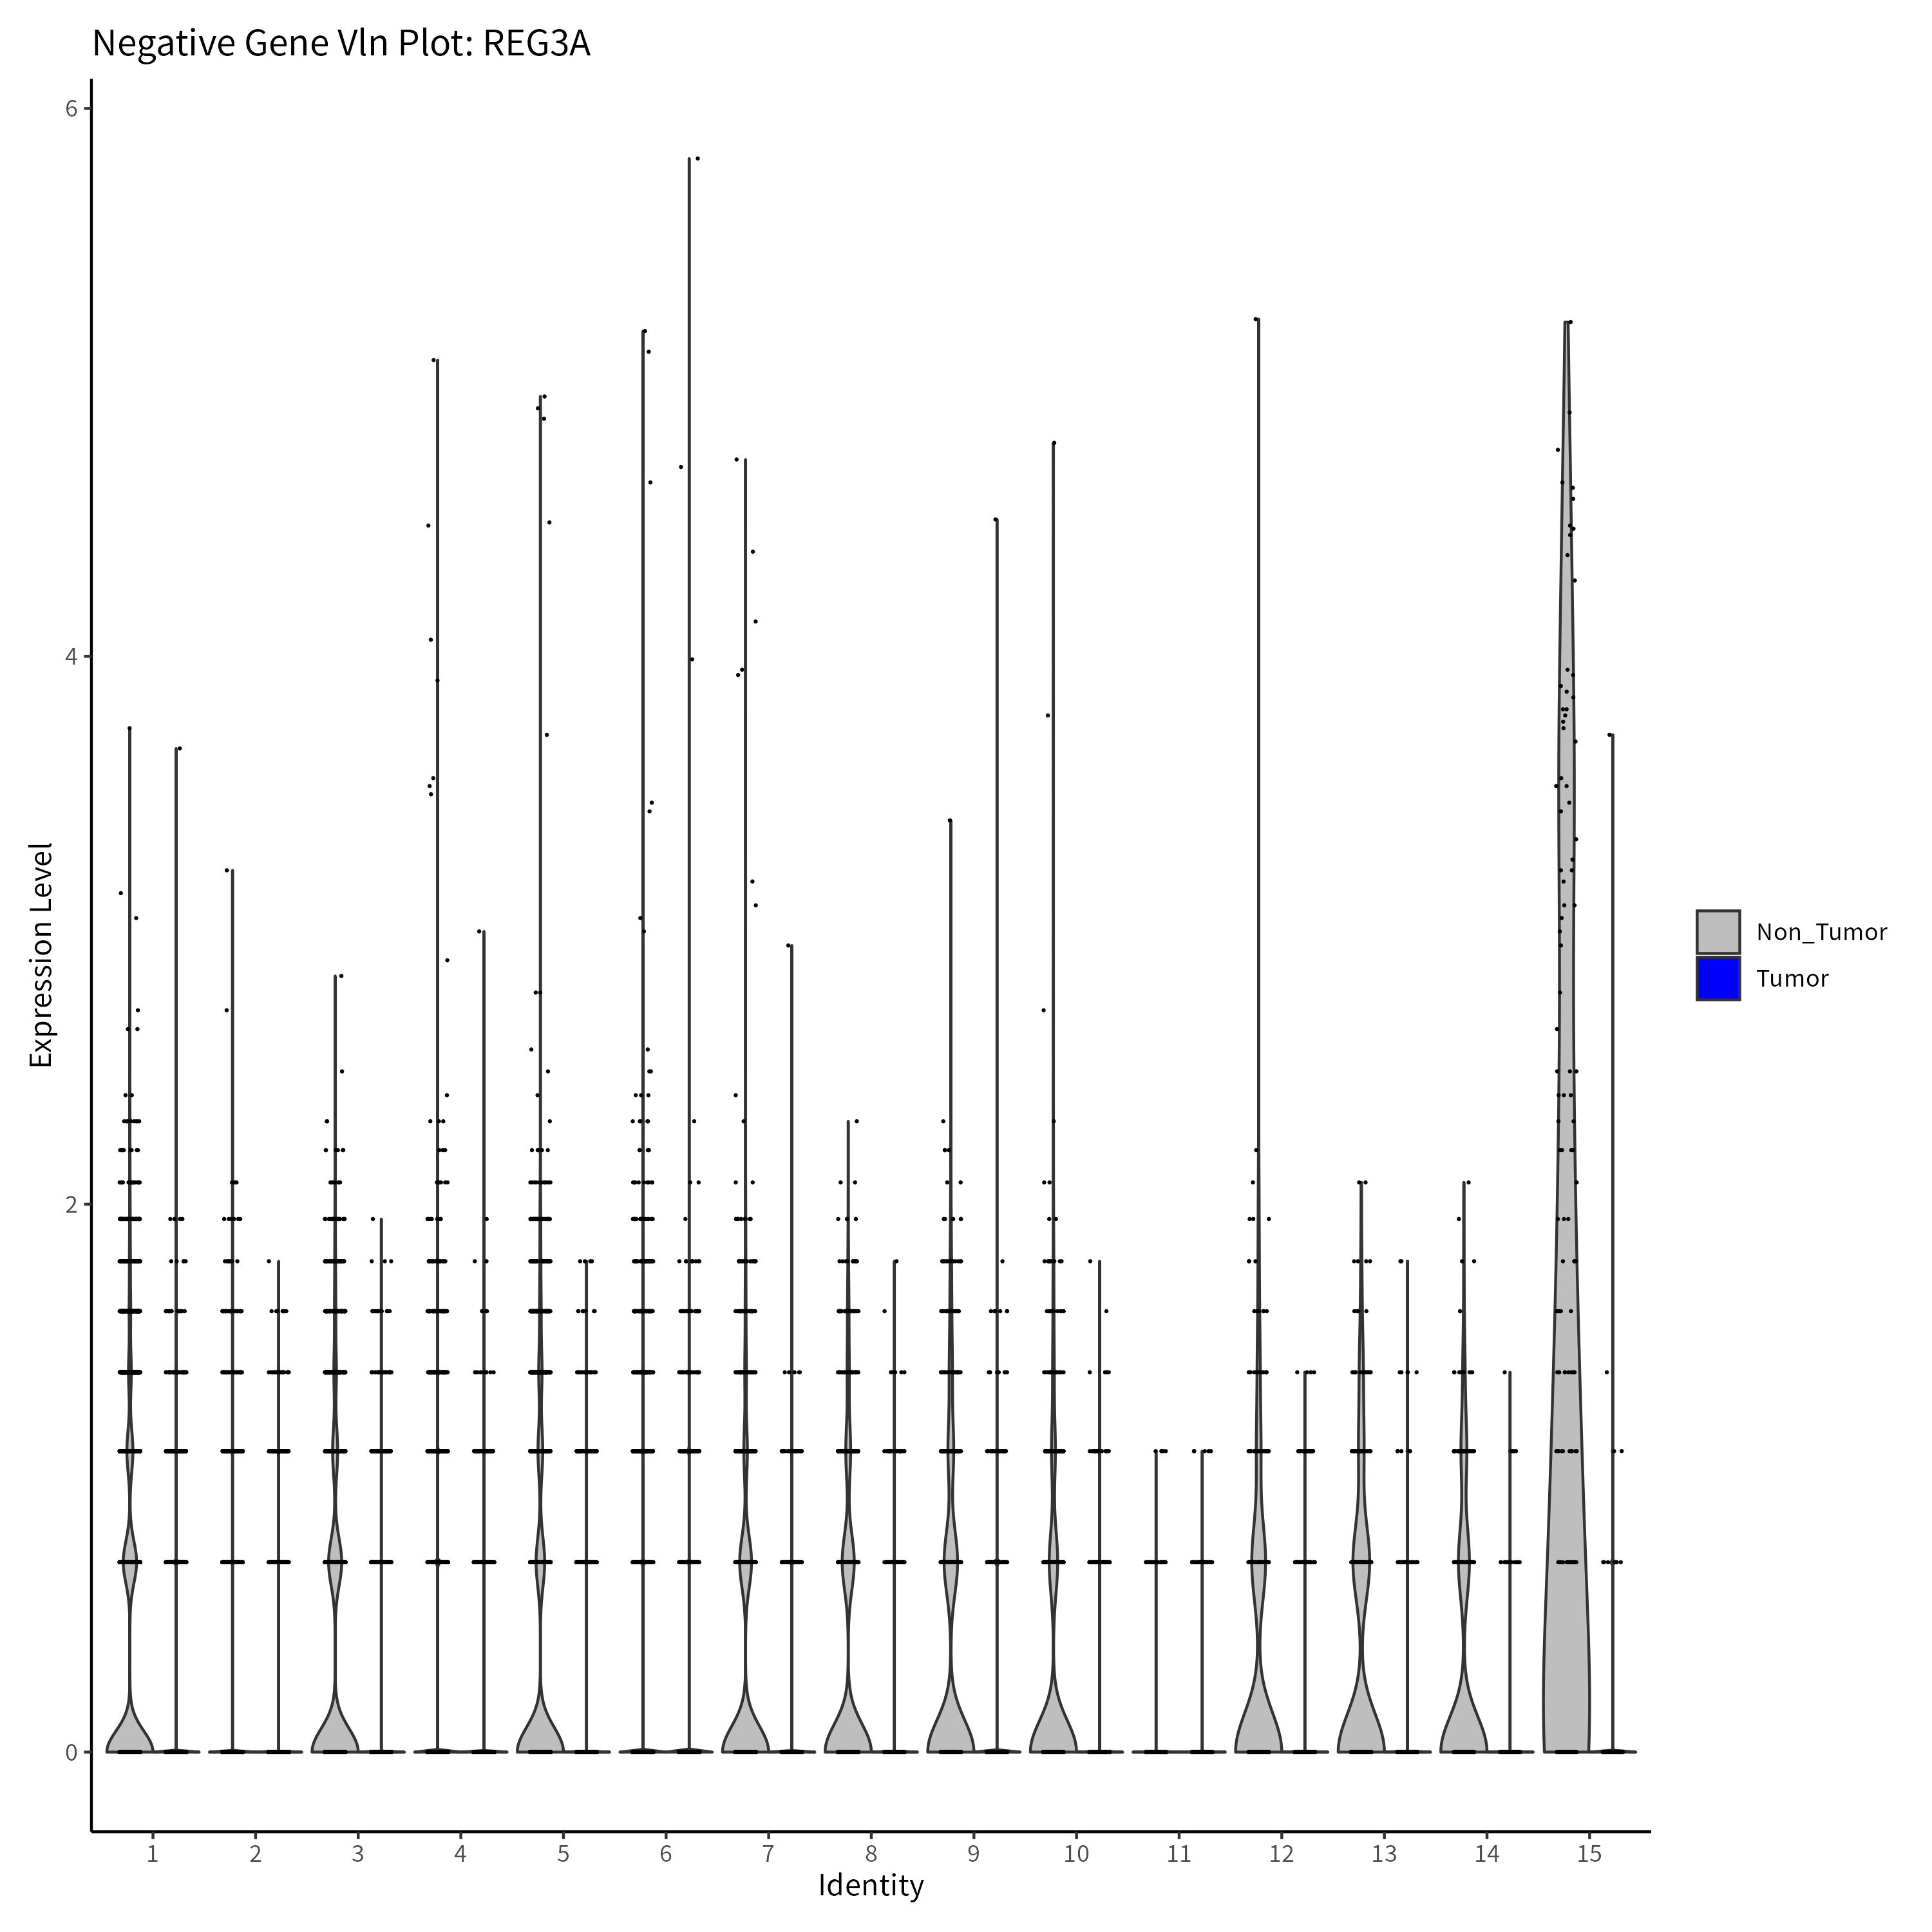 Negative Gene Vln Plot: REG3A
6
4
2
0
Expression Level
1 2 3 4 5 6 7 8 9 10 11 12 13 14 15
Identity
Non_Tumor
Tumor